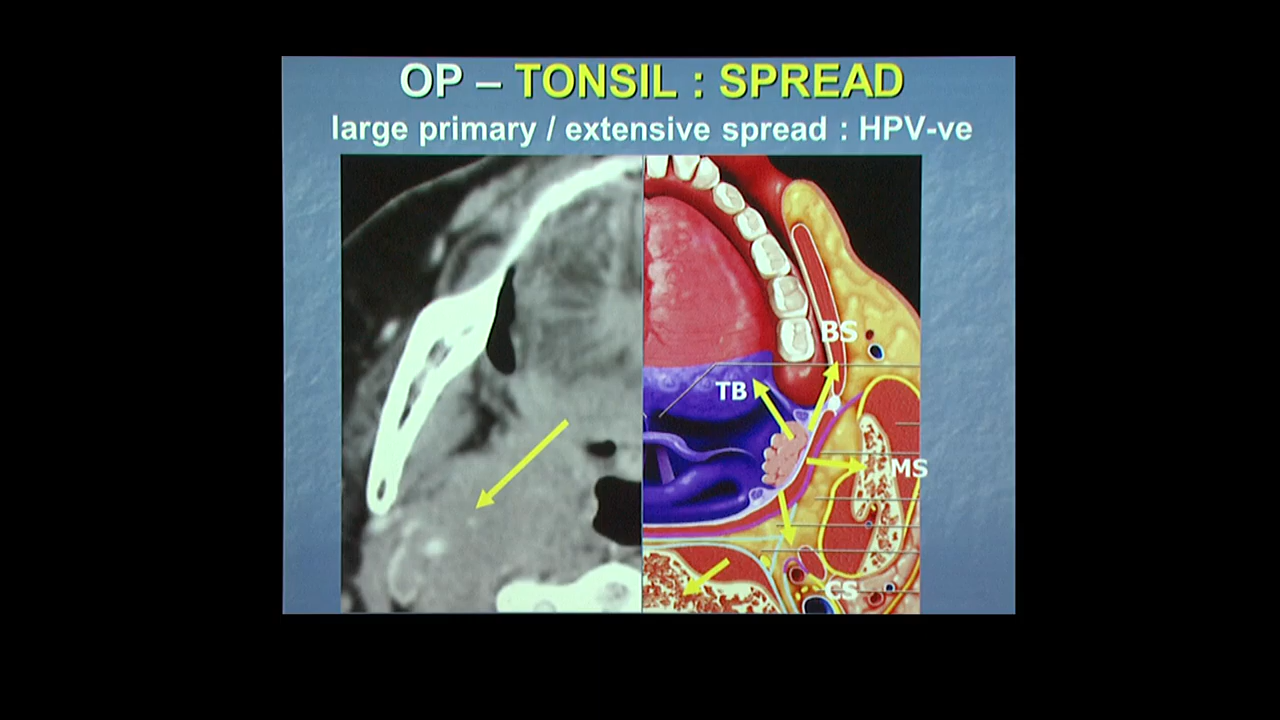 OP – TONSIL : SPREAD
large primary / extensive spread : HPV-ve
BS
TB
MS
CS